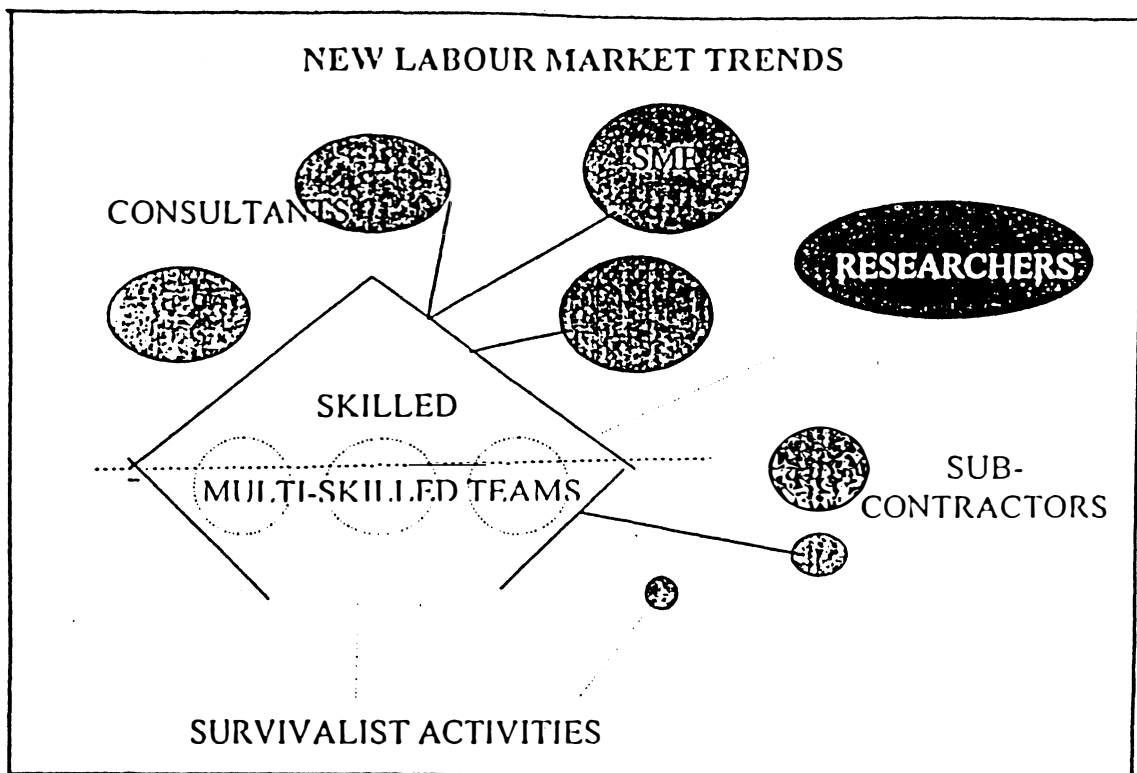 NEW LABOUR MARKET TRENDS
SME
CONSULTANTS
RESEARCHERS
SKILLED
MULTI-SKILLED TEAMS
SUB-
CONTRACTORS
SURVIVALIST ACTIVITIES